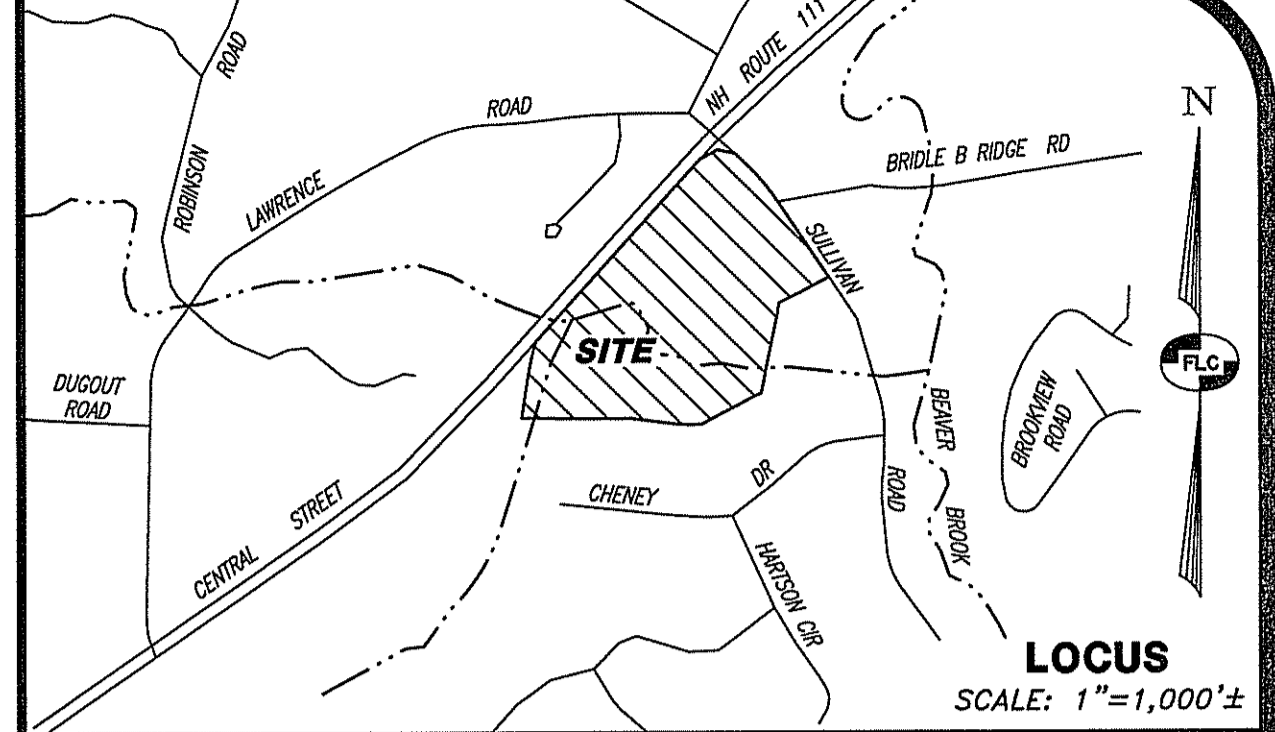 NH ROUTE 111
ROAD
ROAD
N
BRIDLE B RIDGE RD
ROBINSON
LAWRENCE
SULLIVAN
SITE
FLC
DUGOUT
ROAD
BEAVER
BROOKVIEW
ROAD
CENTRAL STREET
CHENEY DR
ROAD
BROOK
HARTSON CIR
LOCUS
SCALE: 1"=1,000'±